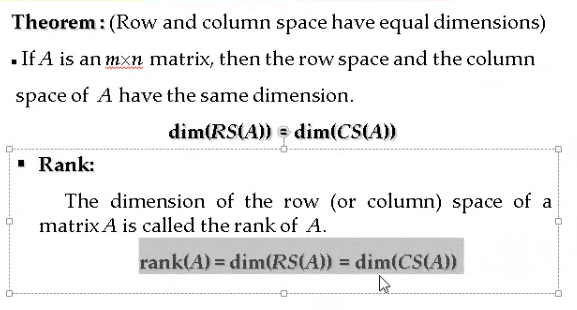 Theorem : (Row and column space have equal dimensions)
▪ If A is an m×n matrix, then the row space and the column
space of A have the same dimension.
dim(RS(A)) = dim(CS(A))
▪ Rank:
The dimension of the row (or column) space of a
matrix A is called the rank of A.
rank(A) = dim(RS(A)) = dim(CS(A))